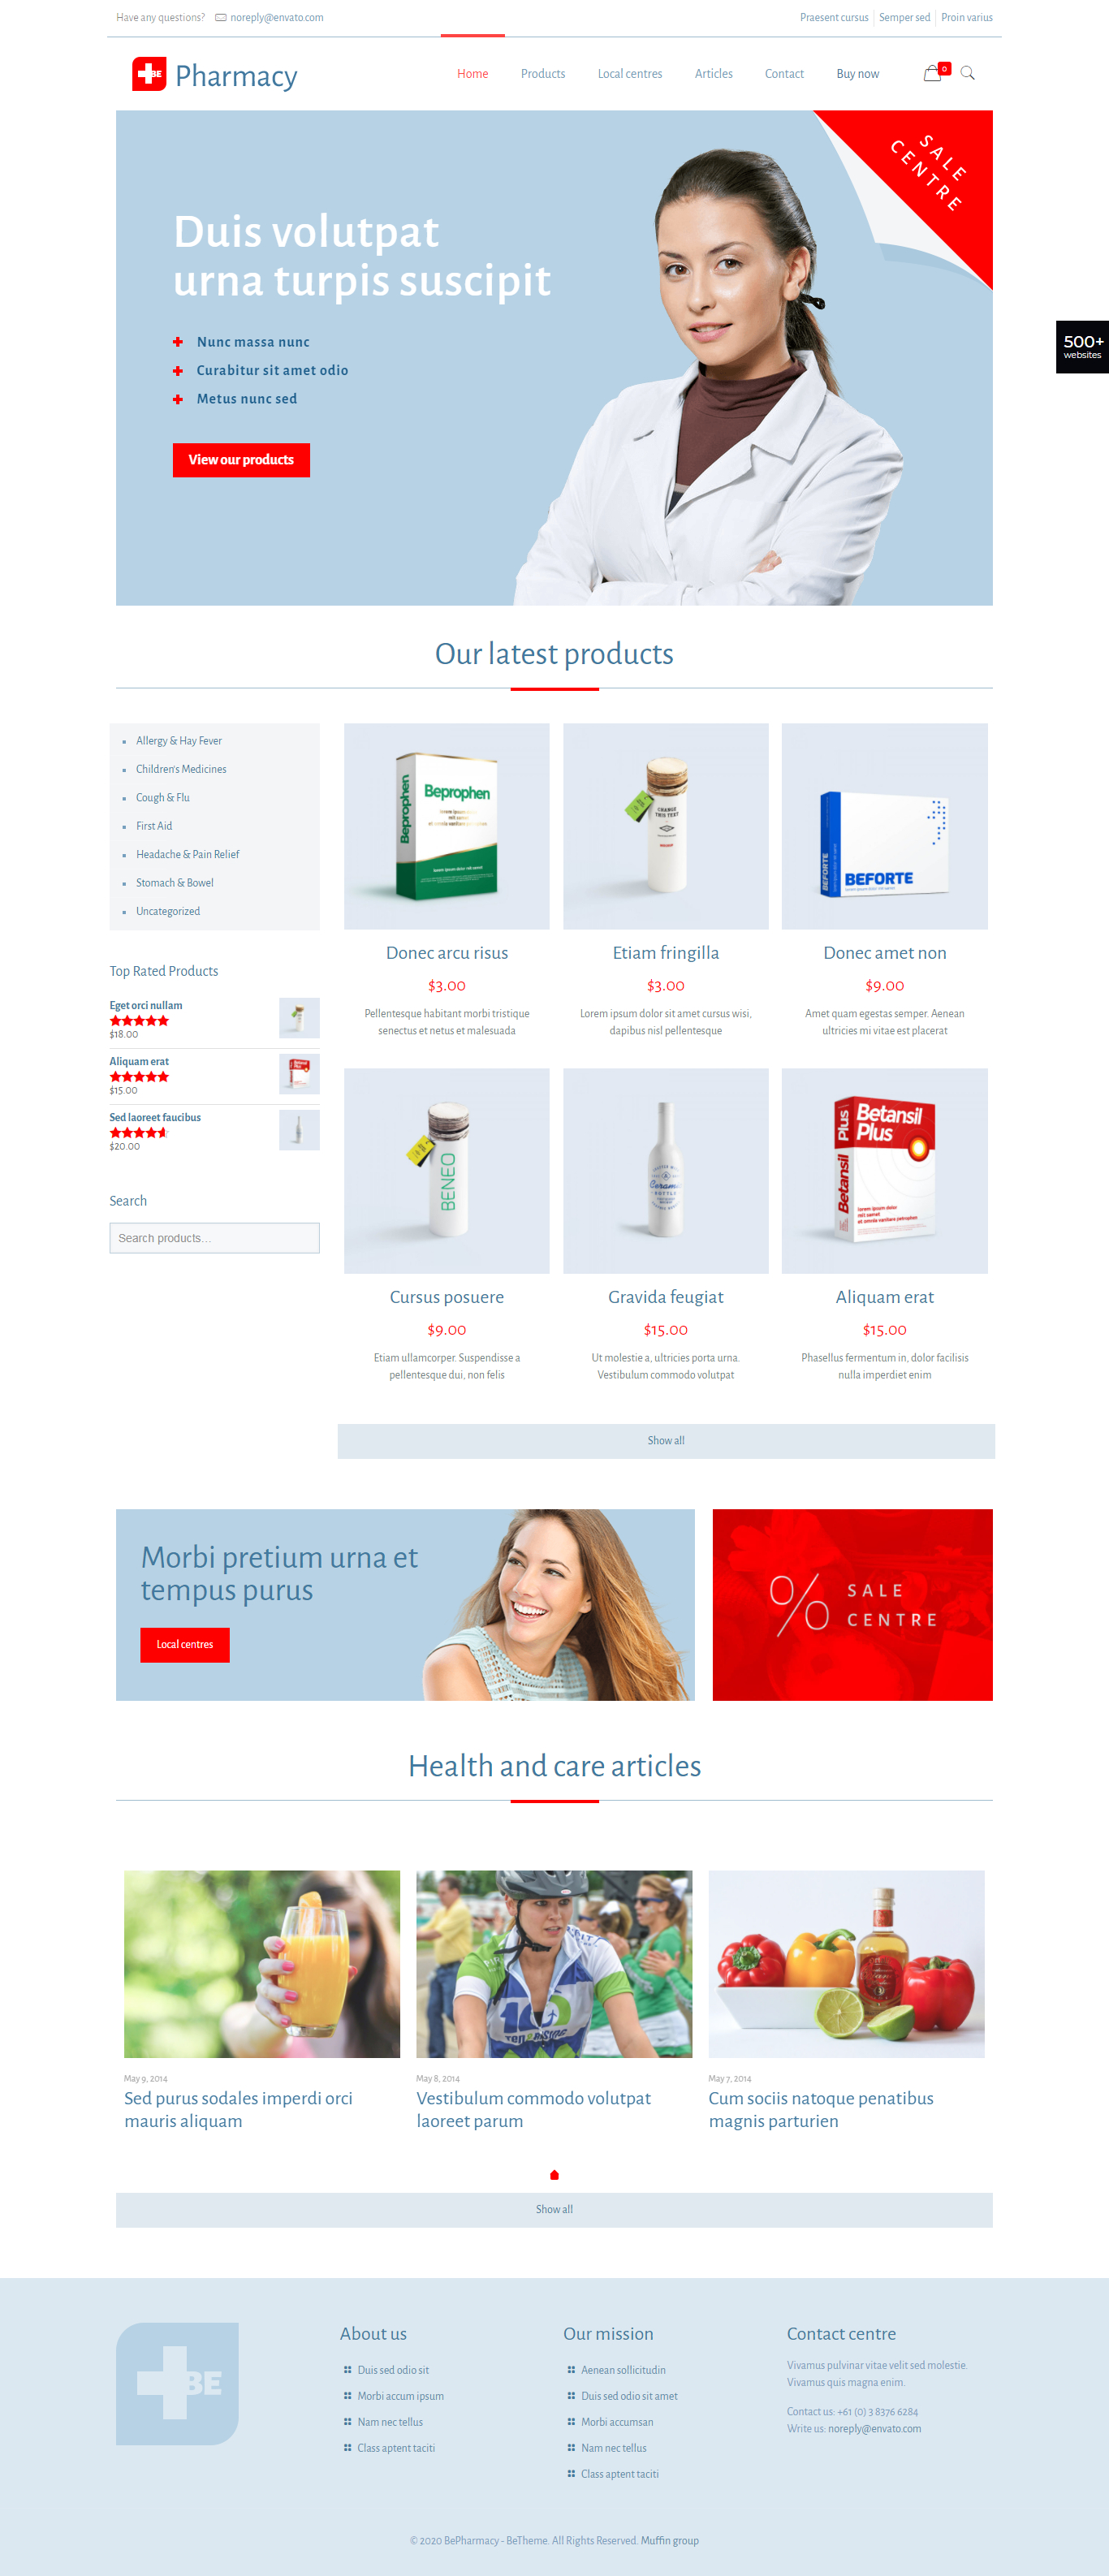 Have any questions? noreply@envato.com
Praesent cursus Semper sed Proin varius
BE Pharmacy
Home Products Local centres Articles Contact Buy now 0
SALE
CENTRE
Duis volutpat
urna turpis suscipit
Nunc massa nunc
Curabitur sit amet odio
Metus nunc sed
View our products
500+
websites
Our latest products
Allergy & Hay Fever
Children's Medicines
Cough & Flu
First Aid
Headache & Pain Relief
Stomach & Bowel
Uncategorized
Top Rated Products
Eget orci nullam
$18.00
Aliquam erat
$15.00
Sed laoreet faucibus
$20.00
Search
Search products…
Beprophen
Beprophen
Donec arcu risus
$3.00
Pellentesque habitant morbi tristique
senectus et netus et malesuada
CHANGE
THIS TEXT
Etiam fringilla
$3.00
Lorem ipsum dolor sit amet cursus wisi,
dapibus nisl pellentesque
BEFORTE
BEFORTE
Donec amet non
$9.00
Amet quam egestas semper. Aenean
ultricies mi vitae est placerat
BENEO
Cursus posuere
$9.00
Etiam ullamcorper. Suspendisse a
pellentesque dui, non felis
Gravida feugiat
$15.00
Ut molestie a, ultricies porta urna.
Vestibulum commodo volutpat
Betansil
Plus
Betansil Plus
lorem ipsum dolor
Aliquam erat
$15.00
Phasellus fermentum in, dolor facilisis
nulla imperdiet enim
Show all
Morbi pretium urna et
tempus purus
Local centres
% SALE
CENTRE
Health and care articles
May 9, 2014
Sed purus sodales imperdi orci
mauris aliquam
May 8, 2014
Vestibulum commodo volutpat
laoreet parum
May 7, 2014
Cum sociis natoque penatibus
magnis parturien
Show all
BE
About us
Duis sed odio sit
Morbi accum ipsum
Nam nec tellus
Class aptent taciti
Our mission
Aenean sollicitudin
Duis sed odio sit amet
Morbi accumsan
Nam nec tellus
Class aptent taciti
Contact centre
Vivamus pulvinar vitae velit sed molestie.
Vivamus quis magna enim.
Contact us: +61 (0) 3 8376 6284
Write us: noreply@envato.com
© 2020 BePharmacy - BeTheme. All Rights Reserved. Muffin group